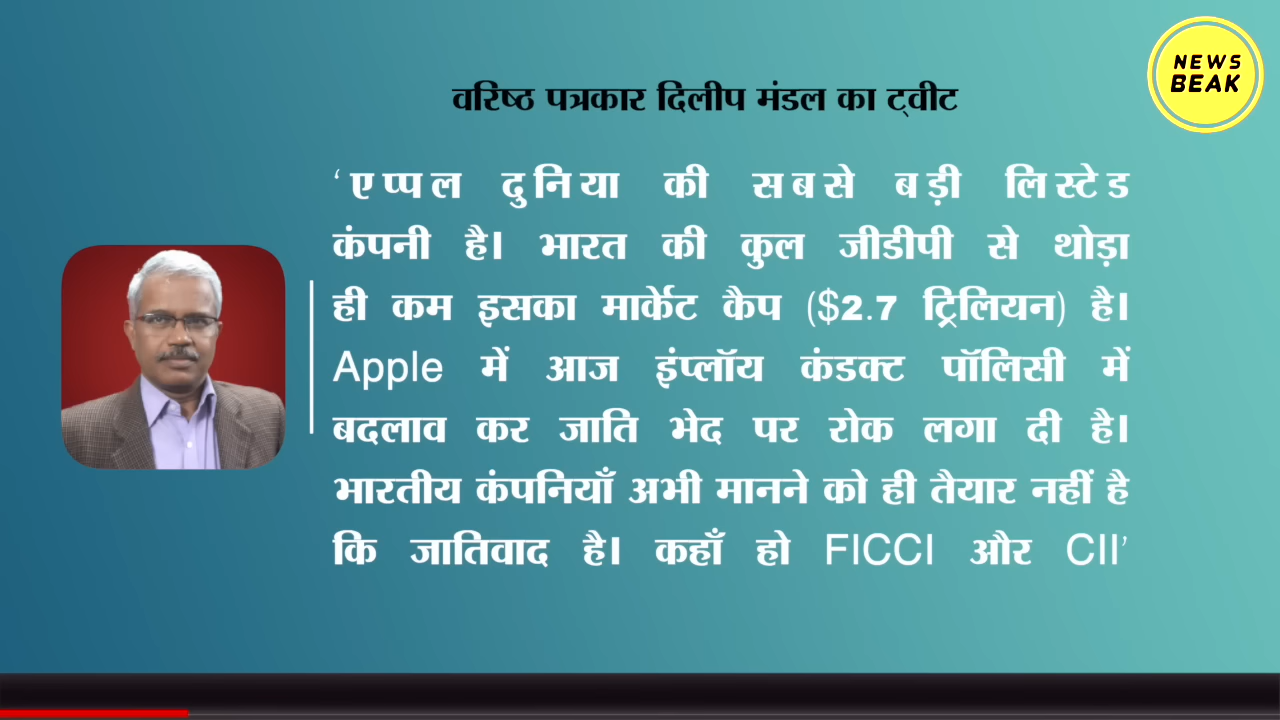 NEWS
BEAK
वरिष्ठ पत्रकार दिलीप मंडल का ट्वीट
‘एप्पल दुनिया की सबसे बड़ी लिस्टेड
कंपनी है। भारत की कुल जीडीपी से थोड़ा
ही कम इसका मार्केट कैप ($2.7 ट्रिलियन) है।
Apple में आज इंप्लॉय कंडक्ट पॉलिसी में
बदलाव कर जाति भेद पर रोक लगा दी है।
भारतीय कंपनियाँ अभी मानने को ही तैयार नहीं है
कि जातिवाद है। कहाँ हो FICCI और CII’